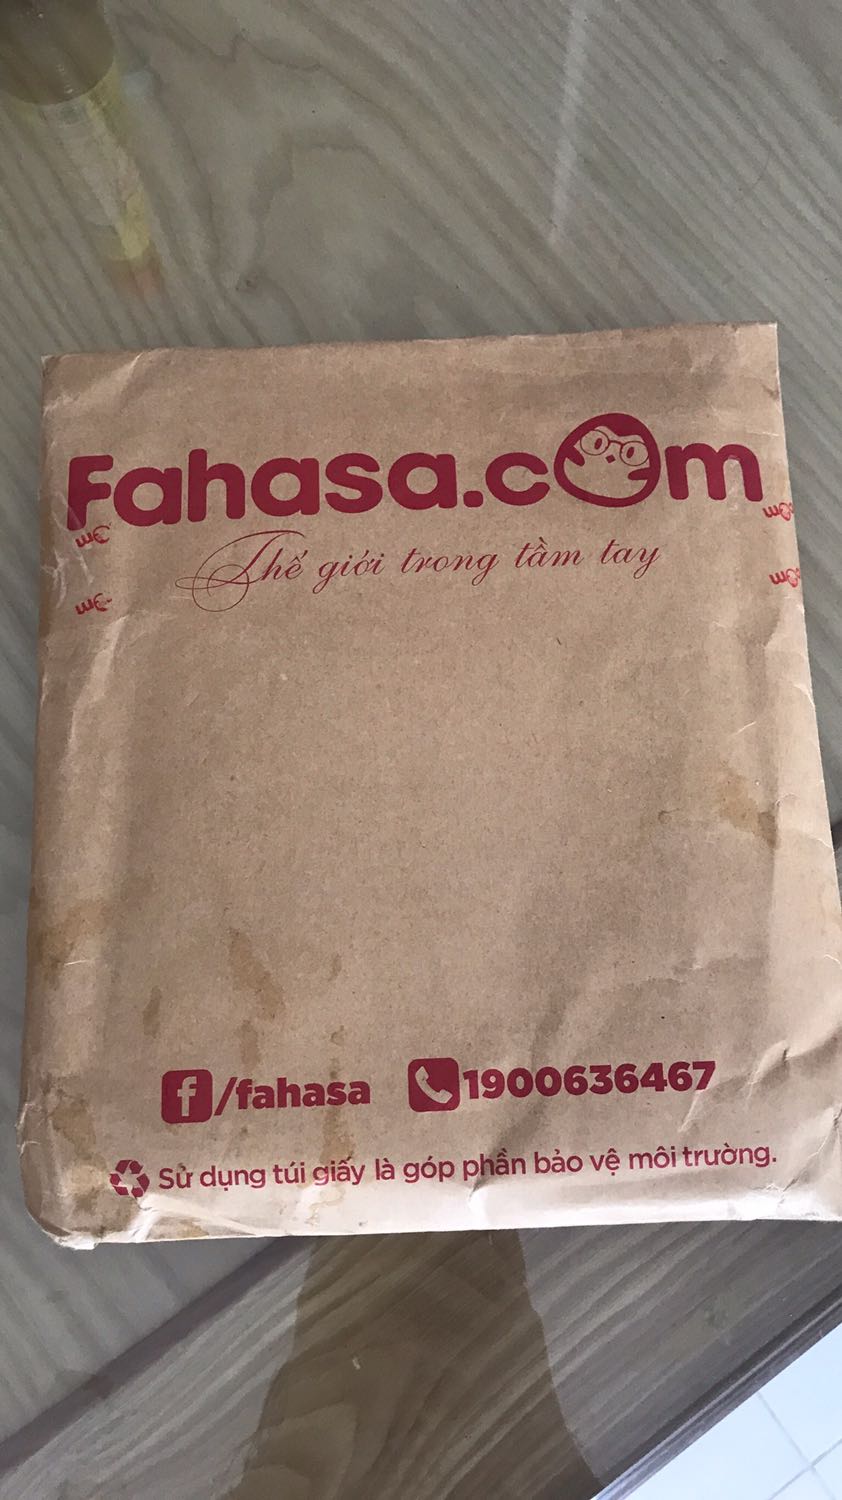 Fahasa.com
Thế giới trong tầm tay
/fahasa 1900636467
Sử dụng túi giấy là góp phần bảo vệ môi trường.